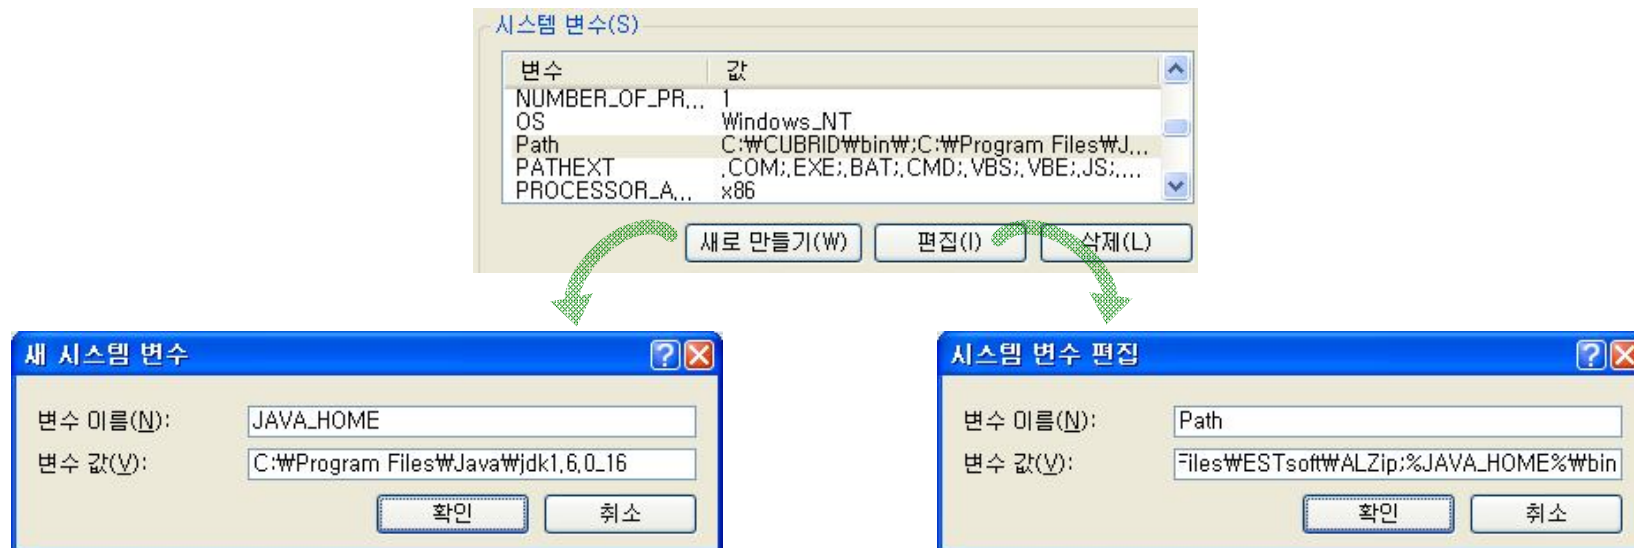 시스템 변수(S)
변수 값
NUMBER_OF_PR... 1
OS Windows_NT
Path C:₩CUBRID₩bin₩;C:₩Program Files₩J...
PATHEXT .COM;.EXE;.BAT;.CMD;.VBS;.VBE;.JS;....
PROCESSOR_A... x86
새로 만들기(W) 편집(I) 삭제(L)
새 시스템 변수
변수 이름(N): JAVA_HOME
변수 값(V): C:₩Program Files₩Java₩jdk1.6.0_16
확인 취소
시스템 변수 편집
변수 이름(N): Path
변수 값(V): Files₩ESTsoft₩ALZip;%JAVA_HOME%₩bin
확인 취소